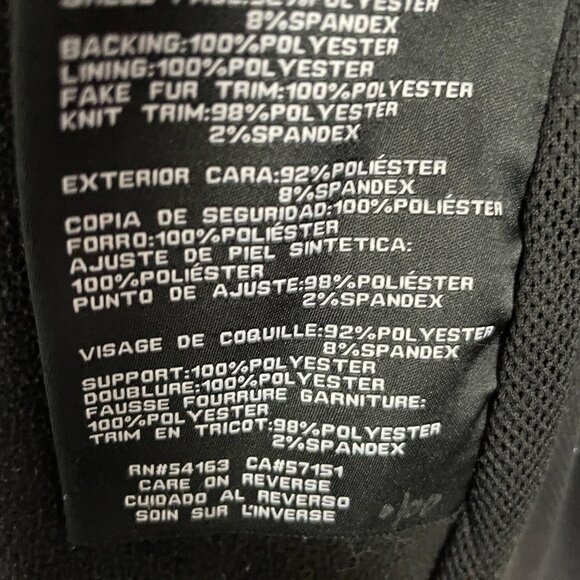 SHELL FACE:92%POLYESTER
8%SPANDEX
BACKING:100%POLYESTER
LINING:100%POLYESTER
FAKE FUR TRIM:100%POLYESTER
KNIT TRIM:98%POLYESTER
2%SPANDEX
EXTERIOR CARA:92%POLIÉSTER
8%SPANDEX
COPIA DE SEGURIDAD:100%POLIÉSTER
FORRO:100%POLIÉSTER
AJUSTE DE PIEL SINTETICA:
100%POLIÉSTER
PUNTO DE AJUSTE:98%POLIÉSTER
2%SPANDEX
VISAGE DE COQUILLE:92%POLYESTER
8%SPANDEX
SUPPORT:100%POLYESTER
DOUBLURE:100%POLYESTER
FAUSSE FOURRURE GARNITURE:
100%POLYESTER
TRIM EN TRICOT:98%POLYESTER
2%SPANDEX
RN#54163 CA#57151
CARE ON REVERSE
CUIDADO AL REVERSO
SOIN SUR L'INVERSE